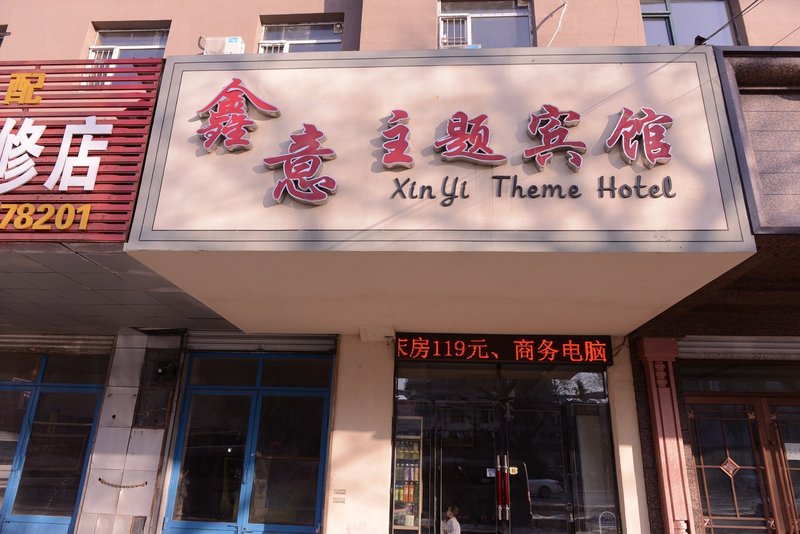 配
修店
78201
鑫意主题宾馆
XinYi Theme Hotel
床房119元、商务电脑